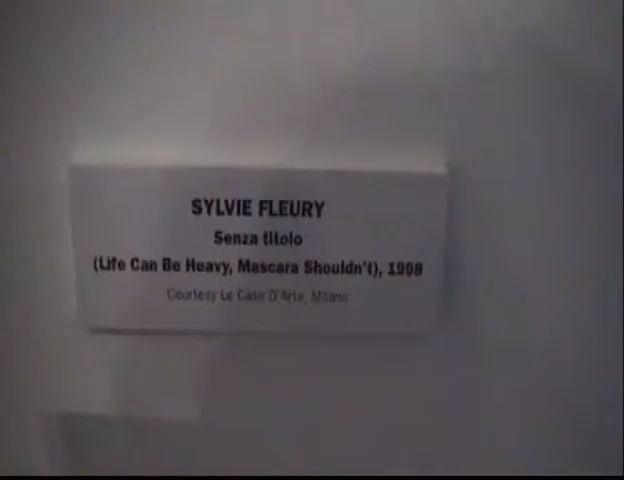 SYLVIE FLEURY
Senza titolo
(Life Can Be Heavy, Mascara Shouldn't), 1998
Courtesy Le Case D'Arte, Milano